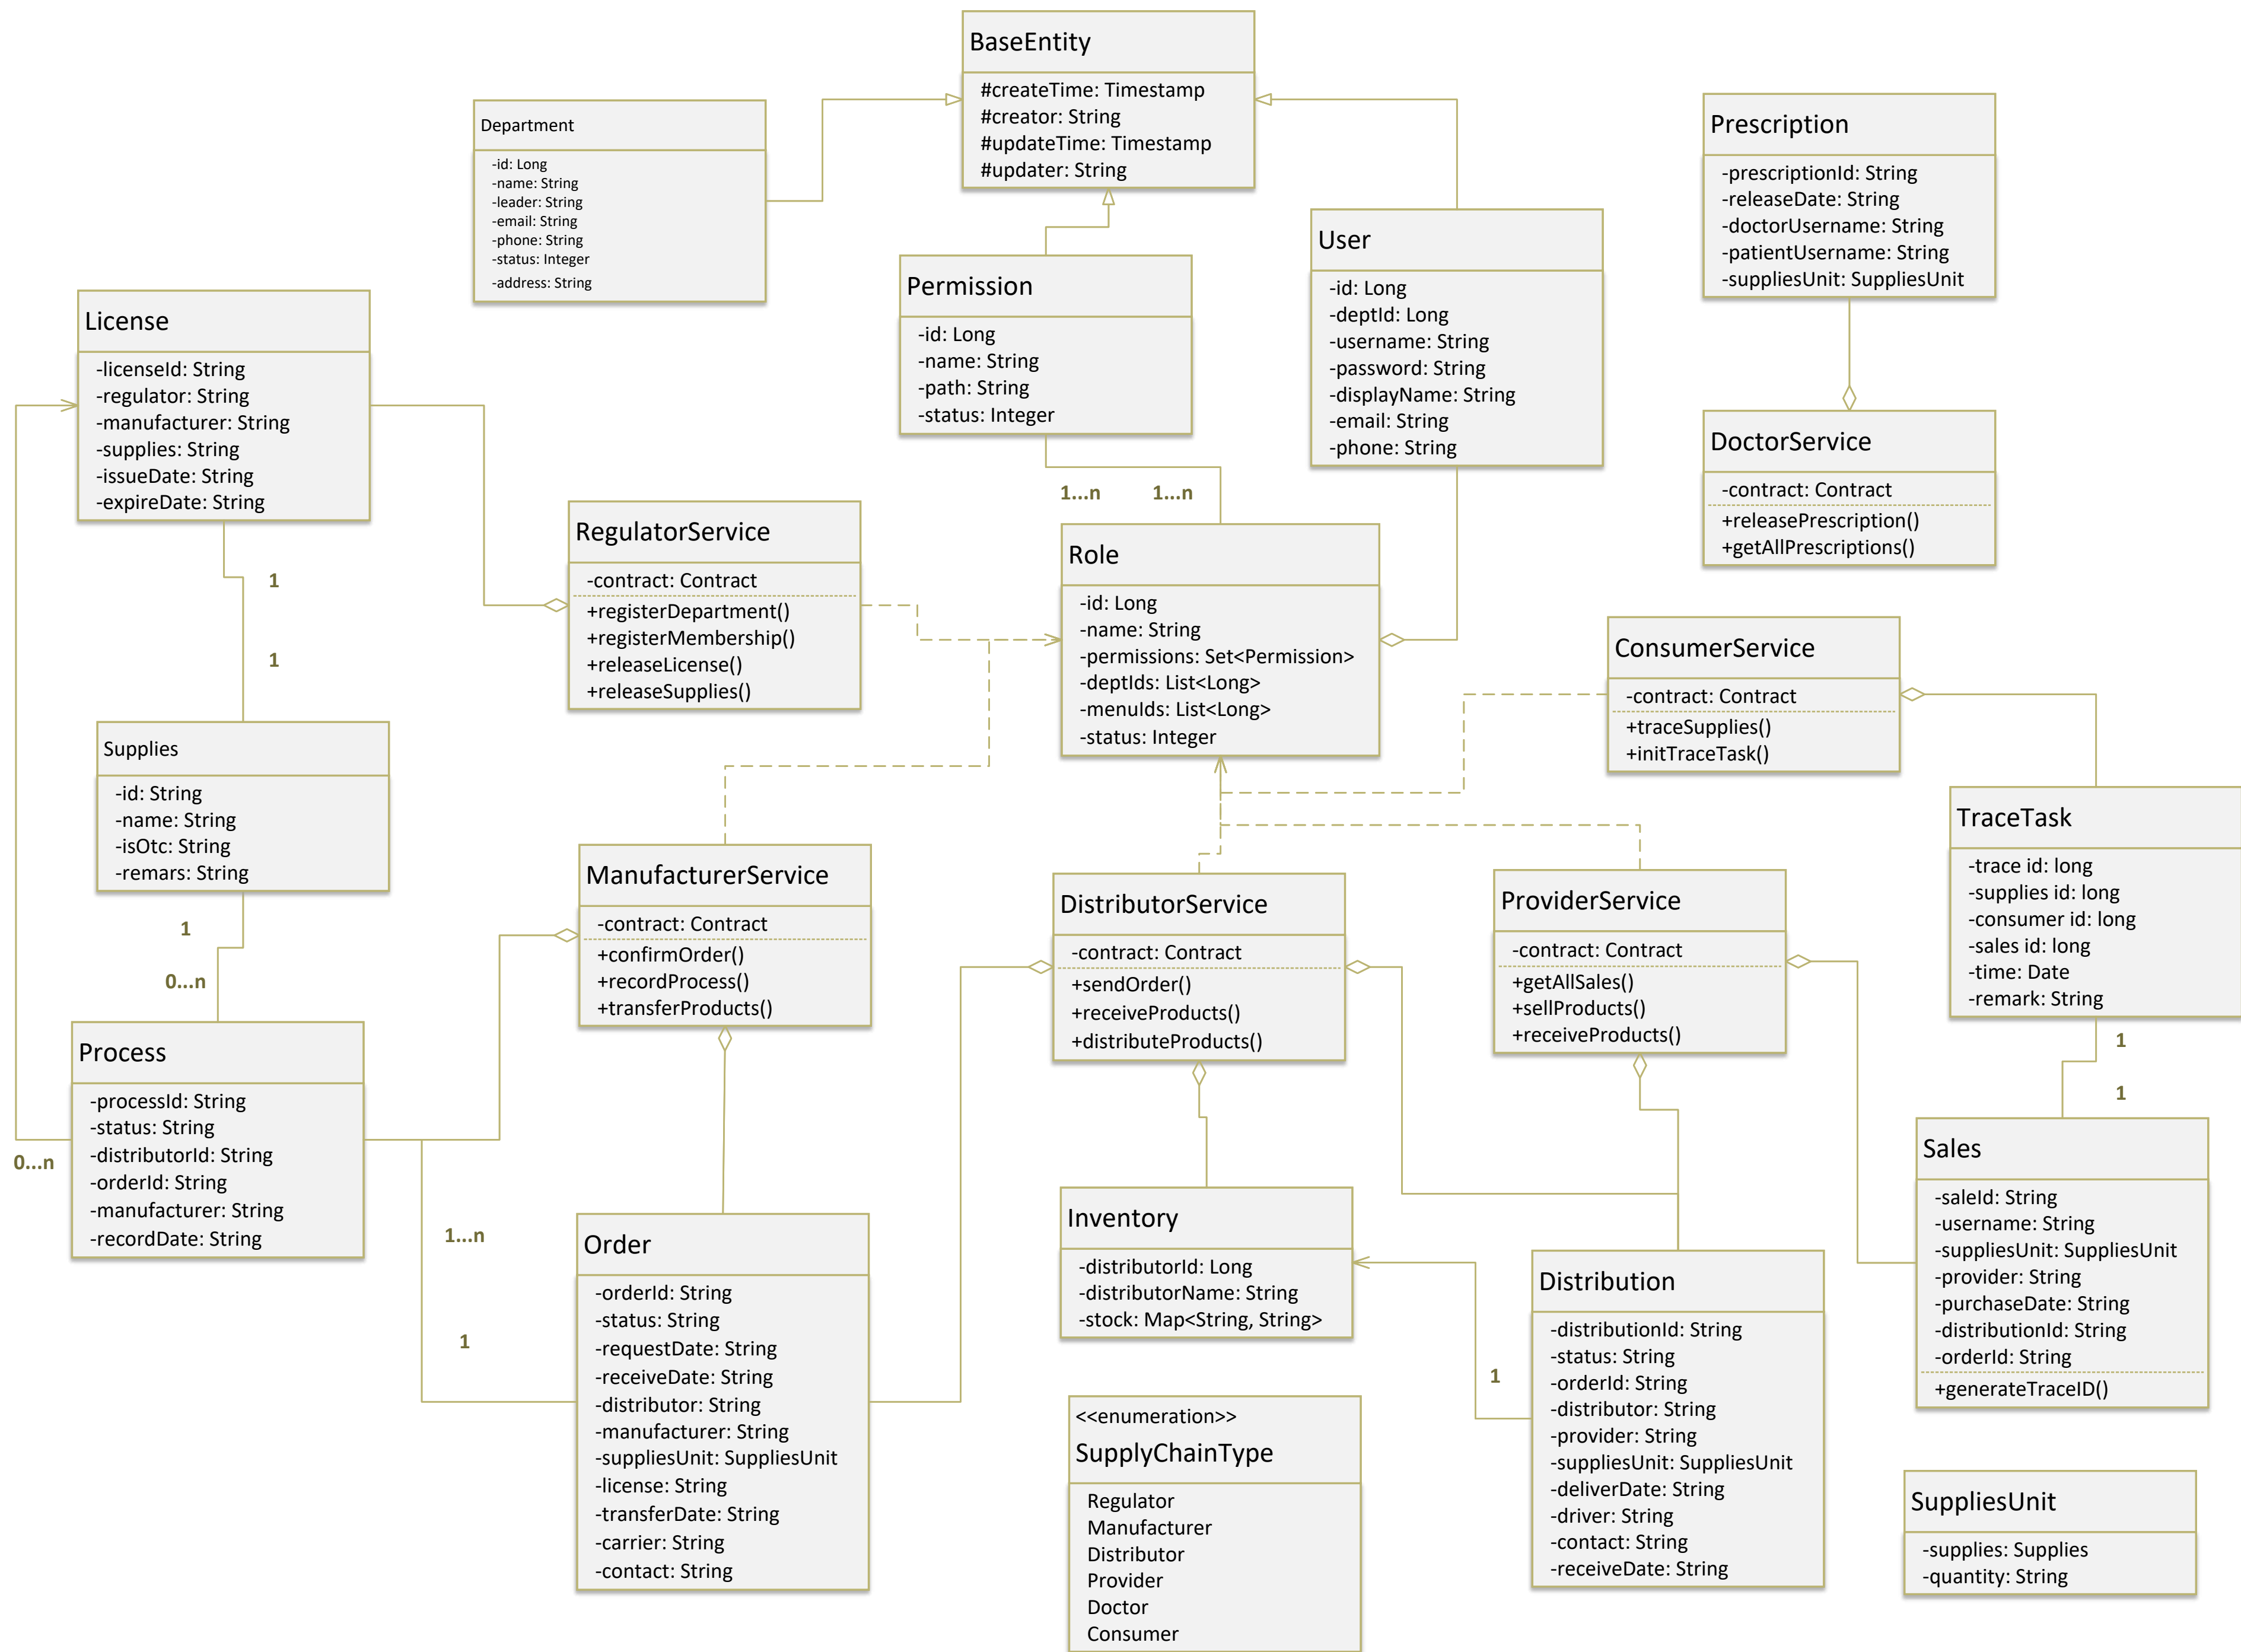 BaseEntity
#createTime: Timestamp
#creator: String
#updateTime: Timestamp
#updater: String
Department
-id: Long
-name: String
-leader: String
-email: String
-phone: String
-status: Integer
-address: String
Prescription
-prescriptionId: String
-releaseDate: String
-doctorUsername: String
-patientUsername: String
-suppliesUnit: SuppliesUnit
User
-id: Long
-deptId: Long
-username: String
-password: String
-displayName: String
-email: String
-phone: String
Permission
-id: Long
-name: String
-path: String
-status: Integer
License
-licenseId: String
-regulator: String
-manufacturer: String
-supplies: String
-issueDate: String
-expireDate: String
DoctorService
-contract: Contract
+releasePrescription()
+getAllPrescriptions()
1...n
1...n
RegulatorService
-contract: Contract
+registerDepartment()
+registerMembership()
+releaseLicense()
+releaseSupplies()
Role
-id: Long
-name: String
-permissions: Set<Permission>
-deptIds: List<Long>
-menuIds: List<Long>
-status: Integer
1
1
ConsumerService
-contract: Contract
+traceSupplies()
+initTraceTask()
Supplies
-id: String
-name: String
-isOtc: String
-remars: String
TraceTask
-trace id: long
-supplies id: long
-consumer id: long
-sales id: long
-time: Date
-remark: String
ManufacturerService
-contract: Contract
+confirmOrder()
+recordProcess()
+transferProducts()
DistributorService
-contract: Contract
+sendOrder()
+receiveProducts()
+distributeProducts()
ProviderService
-contract: Contract
+getAllSales()
+sellProducts()
+receiveProducts()
1
0...n
Process
-processId: String
-status: String
-distributorId: String
-orderId: String
-manufacturer: String
-recordDate: String
0...n
1
1
Sales
-saleId: String
-username: String
-suppliesUnit: SuppliesUnit
-provider: String
-purchaseDate: String
-distributionId: String
-orderId: String
+generateTraceID()
1...n
1
Order
-orderId: String
-status: String
-requestDate: String
-receiveDate: String
-distributor: String
-manufacturer: String
-suppliesUnit: SuppliesUnit
-license: String
-transferDate: String
-carrier: String
-contact: String
Inventory
-distributorId: Long
-distributorName: String
-stock: Map<String, String>
1
Distribution
-distributionId: String
-status: String
-orderId: String
-distributor: String
-provider: String
-suppliesUnit: SuppliesUnit
-deliverDate: String
-driver: String
-contact: String
-receiveDate: String
<<enumeration>>
SupplyChainType
Regulator
Manufacturer
Distributor
Provider
Doctor
Consumer
SuppliesUnit
-supplies: Supplies
-quantity: String